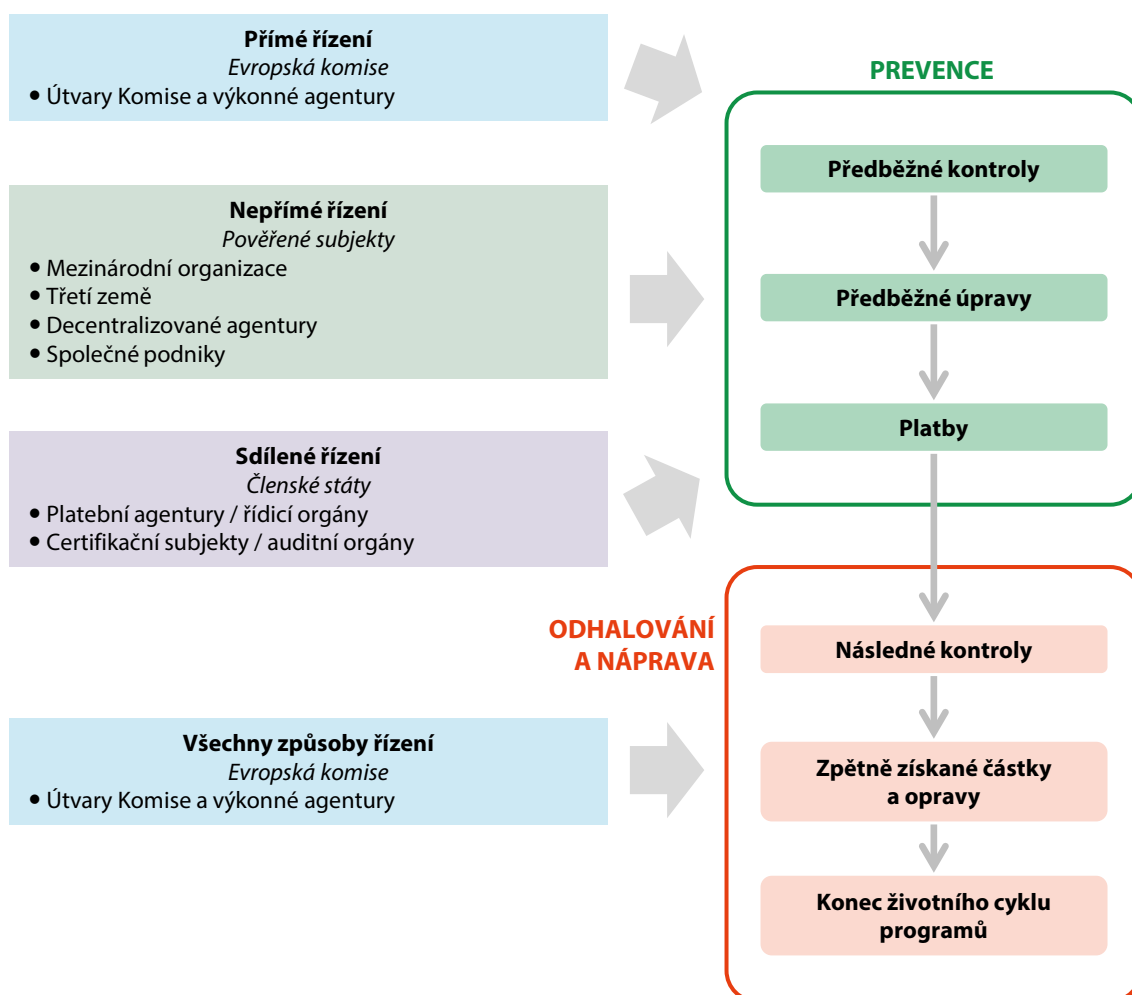 Přímé řízení
Evropská komise
• Útvary Komise a výkonné agentury
Nepřímé řízení
Pověřené subjekty
• Mezinárodní organizace
• Třetí země
• Decentralizované agentury
• Společné podniky
Sdílené řízení
Členské státy
• Platební agentury / řídicí orgány
• Certifikační subjekty / auditní orgány
Všechny způsoby řízení
Evropská komise
• Útvary Komise a výkonné agentury
PREVENCE
Předběžné kontroly
Předběžné úpravy
Platby
ODHALOVÁNÍ
A NÁPRAVA
Následné kontroly
Zpětně získané částky
a opravy
Konec životního cyklu
programů